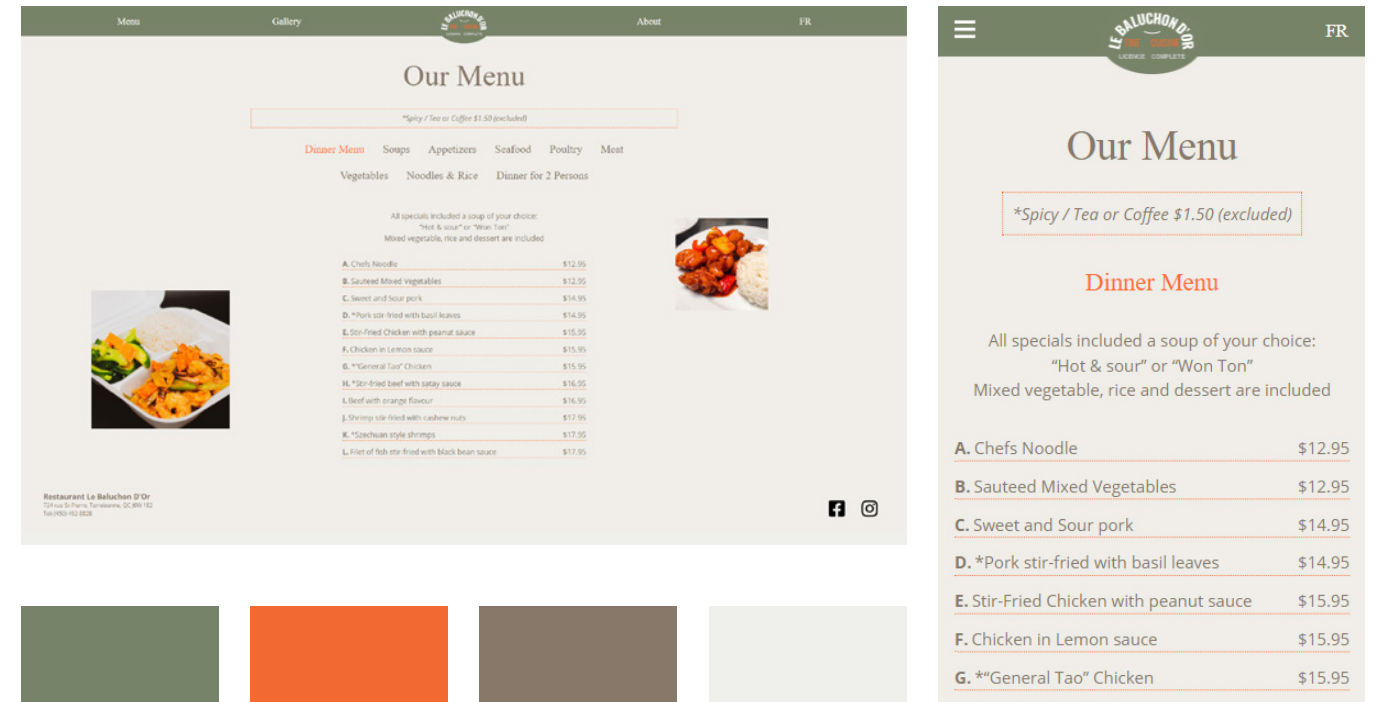 Menu
Gallery
LE BALUCHON D'OR
LICENCE COMPLETE
About
FR
Our Menu
*Spicy / Tea or Coffee $1.50 (excluded)
Dinner Menu Soups Appetizers Seafood Poultry Meat
Vegetables Noodles & Rice Dinner for 2 Persons
All specials included a soup of your choice:
“Hot & sour” or “Won Ton”
Mixed vegetable, rice and dessert are included
A. Chefs Noodle $12.95
B. Sauteed Mixed Vegetables $12.95
C. Sweet and Sour pork $14.95
D. *Pork stir-fried with basil leaves $14.95
E. Stir-Fried Chicken with peanut sauce $15.95
F. Chicken in Lemon sauce $15.95
G. *“General Tao” Chicken $15.95
H. *Stir-fried beef with satay sauce $16.95
I. Beef with orange flavour $16.95
J. Shrimp stir-fried with cashew nuts $17.95
K. *Szechuan style shrimps $17.95
L. Filet of fish stir-fried with black bean sauce $17.95
Restaurant Le Baluchon D'Or
LE BALUCHON D'OR
FINE CUISINE
LICENCE COMPLETE
FR
Our Menu
*Spicy / Tea or Coffee $1.50 (excluded)
Dinner Menu
All specials included a soup of your choice:
“Hot & sour” or “Won Ton”
Mixed vegetable, rice and dessert are included
A. Chefs Noodle $12.95
B. Sauteed Mixed Vegetables $12.95
C. Sweet and Sour pork $14.95
D. *Pork stir-fried with basil leaves $14.95
E. Stir-Fried Chicken with peanut sauce $15.95
F. Chicken in Lemon sauce $15.95
G. *“General Tao” Chicken $15.95